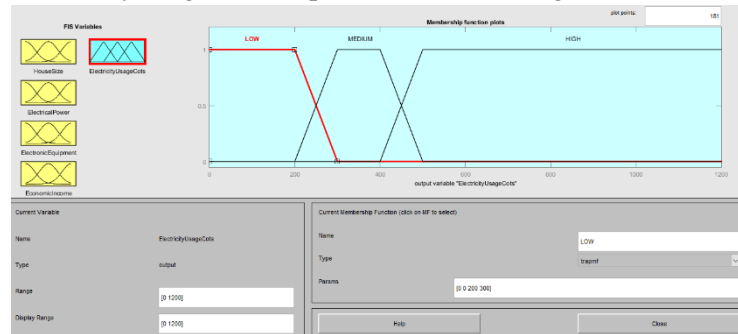 FIS Variables
Membership function plots
plot points:
181
LOW
MEDIUM
HIGH
1
0.5
0
0
200
300
400
600
800
1000
1200
output variable "ElectricityUsageCots"
HouseSize
ElectricityUsageCots
ElectricalPower
ElectronicEquipment
EconomicIncome
Current Variable
Name
ElectricityUsageCots
Type
output
Range
[0 1200]
Display Range
[0 1200]
Current Membership Function (click on MF to select)
Name
LOW
Type
trapmf
Params
[0 0 200 300]
Help
Close